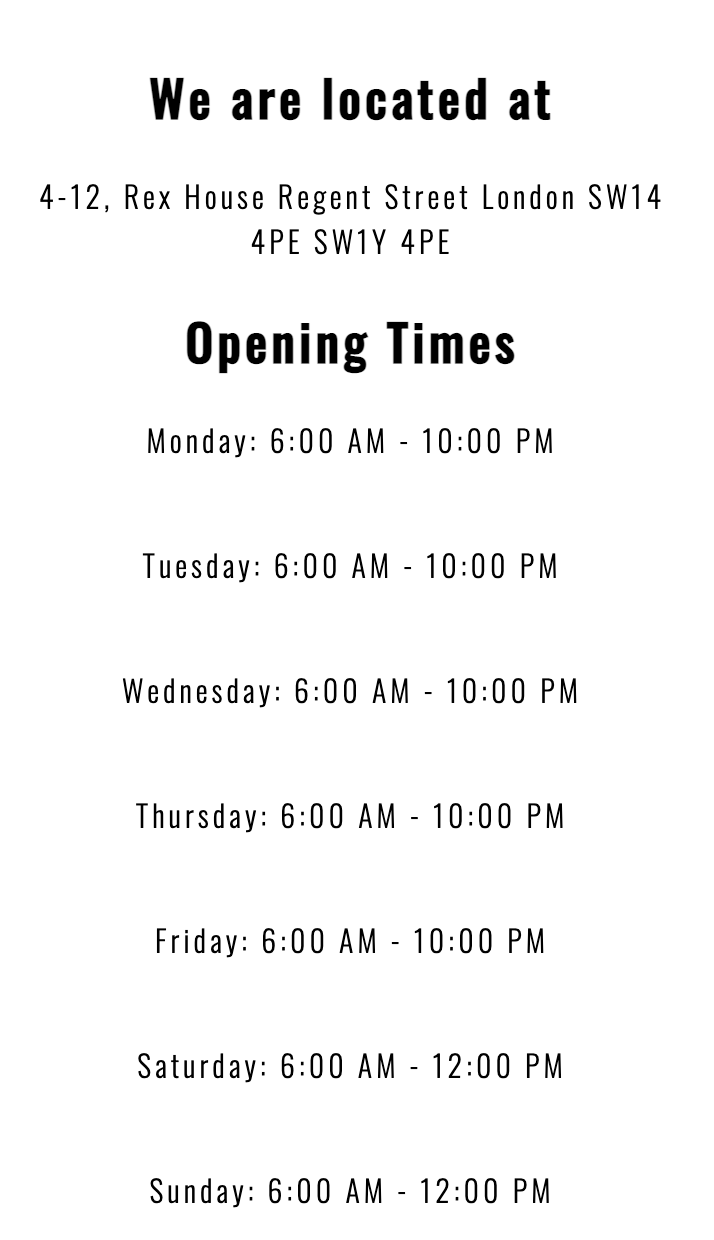 We are located at
4-12, Rex House Regent Street London SW14
4PE SW1Y 4PE
Opening Times
Monday: 6:00 AM - 10:00 PM
Tuesday: 6:00 AM - 10:00 PM
Wednesday: 6:00 AM - 10:00 PM
Thursday: 6:00 AM - 10:00 PM
Friday: 6:00 AM - 10:00 PM
Saturday: 6:00 AM - 12:00 PM
Sunday: 6:00 AM - 12:00 PM